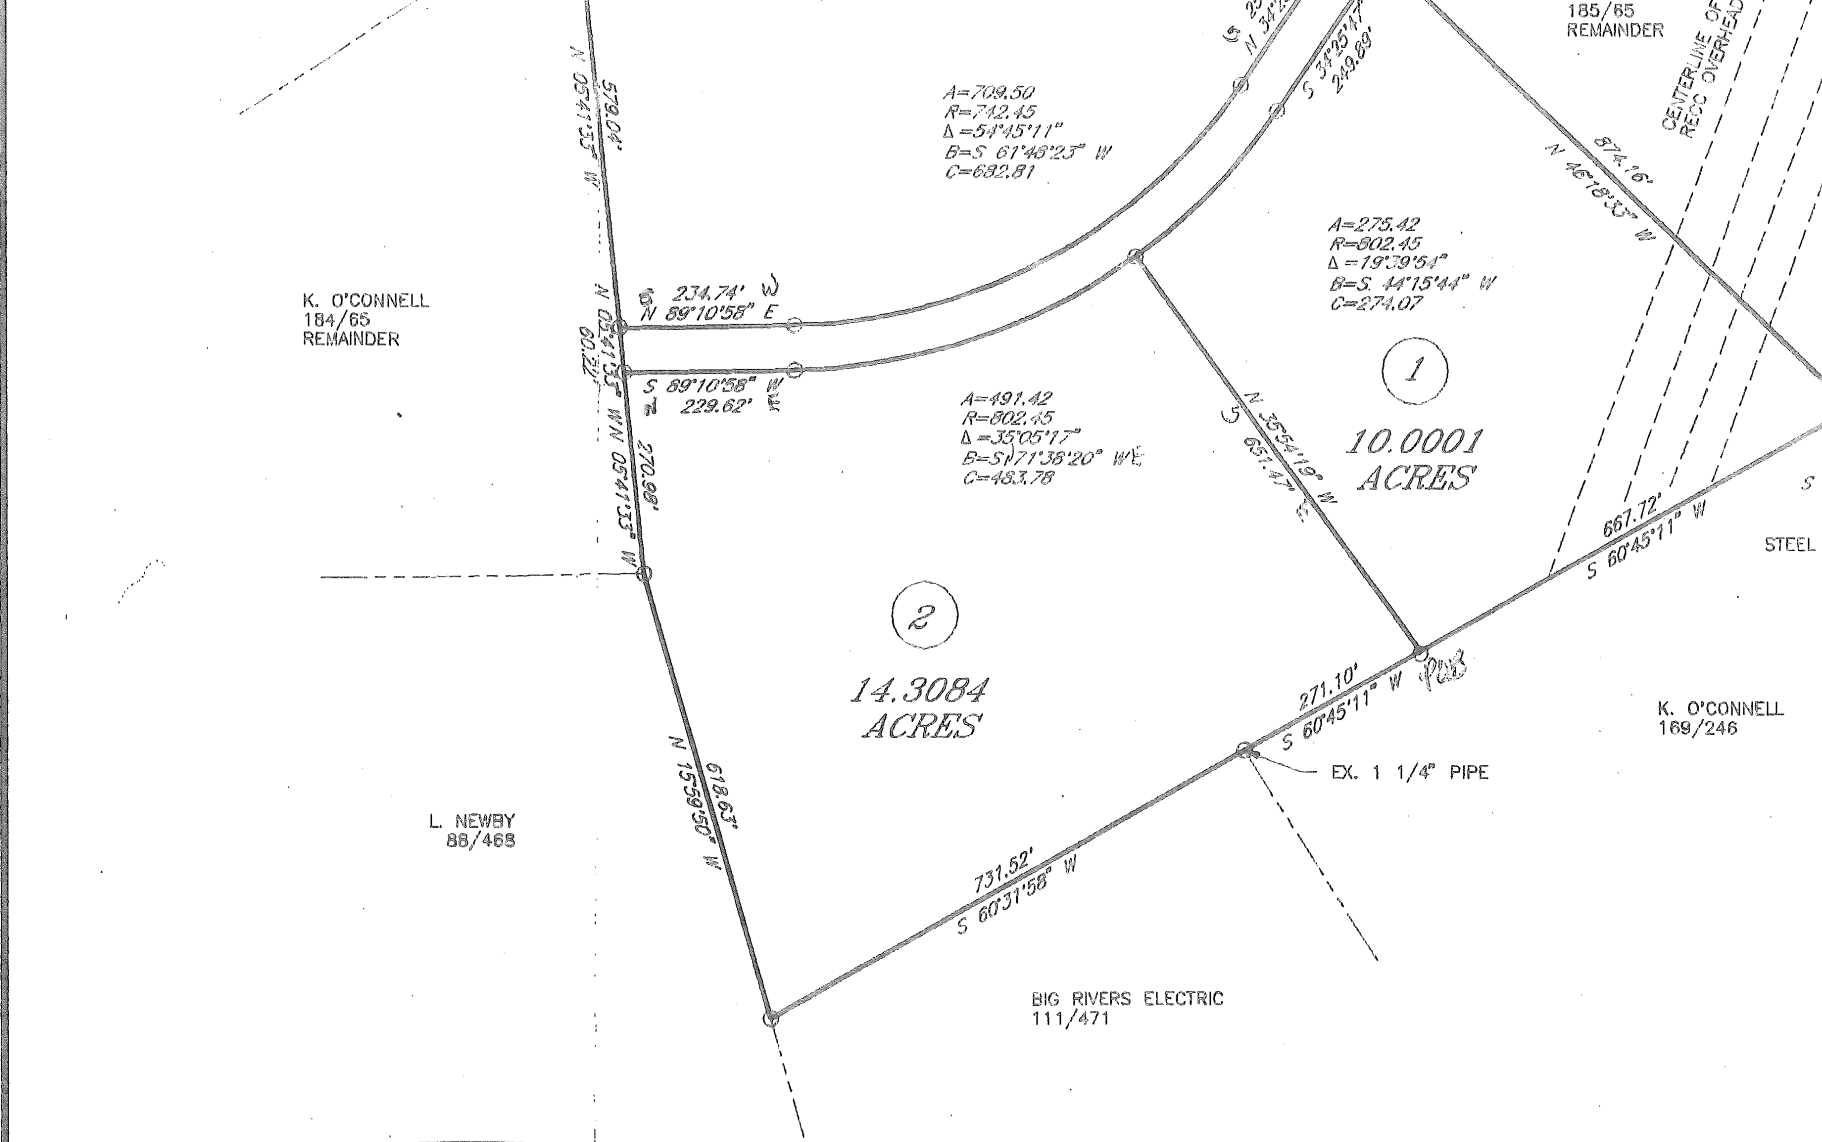 185/65
REMAINDER
CENTERLINE OF
RECC OVERHEAD
S 34°25'47"
249.89'
A=709.50
R=742.45
Δ=54°45'11"
B=S 61°48'23" W
C=682.81
579.04'
N 05°41'33" W
874.16'
N 46°18'33" W
A=275.42
R=802.45
Δ=19°39'54"
B=S 44°15'44" W
C=274.07
K. O'CONNELL
184/65
REMAINDER
234.74'
N 89°10'58" E
N 05°41'33" W
60.22'
S 89°10'58" W
229.62'
A=491.42
R=802.45
Δ=35°05'17"
B=S 71°38'20" W E
C=483.78
1
10.0001
ACRES
N 35°54'19" W
S 651.47' E
270.98'
N 05°41'33" W
667.72'
S 60°45'11" W
S
STEEL
2
14.3084
ACRES
271.10'
S 60°45'11" W
POB
K. O'CONNELL
169/246
EX. 1 1/4" PIPE
618.63'
N 15°59'50" W
L. NEWBY
88/468
731.52'
S 60°31'58" W
BIG RIVERS ELECTRIC
111/471